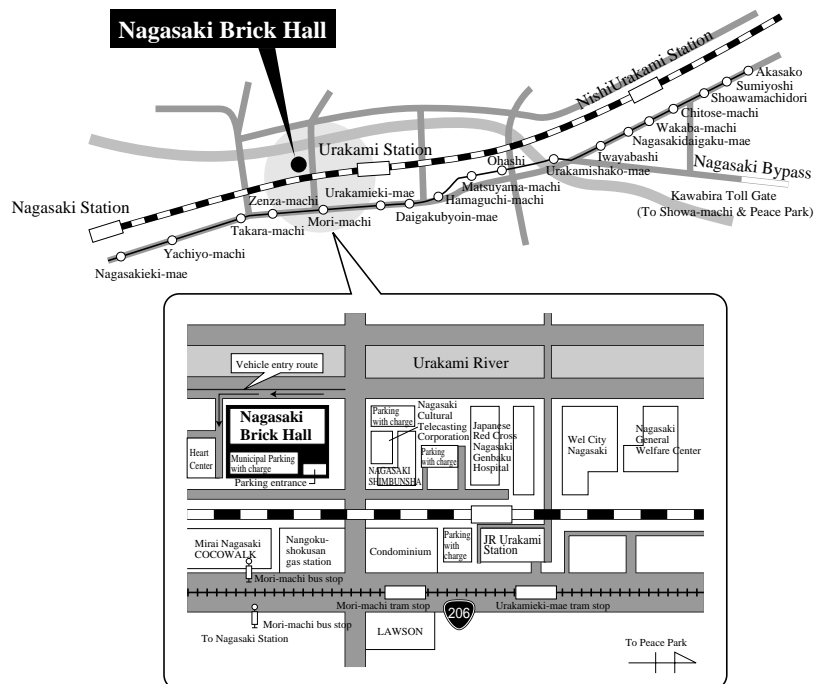 Nagasaki Brick Hall
NishiUrakami Station
Akasako
Sumiyoshi
Shoawamachidori
Chitose-machi
Wakaba-machi
Nagasakidaigaku-mae
Iwayabashi
Urakamishako-mae
Nagasaki Bypass
Kawabira Toll Gate
(To Showa-machi & Peace Park)
Urakami Station
Ohashi
Matsuyama-machi
Hamaguchi-machi
Daigakubyoin-mae
Urakamieki-mae
Mori-machi
Zenza-machi
Takara-machi
Yachiyo-machi
Nagasakieki-mae
Nagasaki Station
Urakami River
Vehicle entry route
Nagasaki
Brick Hall
Municipal Parking
with charge
Parking entrance
Heart
Center
Parking
with charge
Nagasaki
Cultural
Telecasting
Corporation
NAGASAKI
SHIMBUNSHA
Parking
with charge
Japanese
Red Cross
Nagasaki
Genbaku
Hospital
Wel City
Nagasaki
Nagasaki
General
Welfare Center
Mirai Nagasaki
COCOWALK
Nangoku-
shokusan
gas station
Condominium
Parking
with
charge
JR Urakami
Station
Mori-machi bus stop
Mori-machi tram stop
206
Urakamieki-mae tram stop
Mori-machi bus stop
To Nagasaki Station
LAWSON
To Peace Park